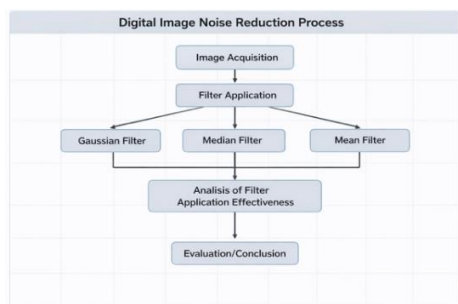 Digital Image Noise Reduction Process
Image Acquisition
Filter Application
Gaussian Filter
Median Filter
Mean Filter
Analisis of Filter
Application Effectiveness
Evaluation/Conclusion